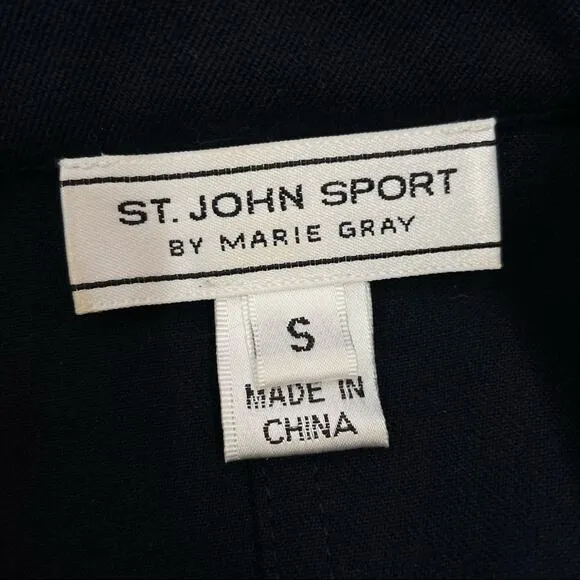 ST. JOHN SPORT
BY MARIE GRAY
S
MADE IN
CHINA